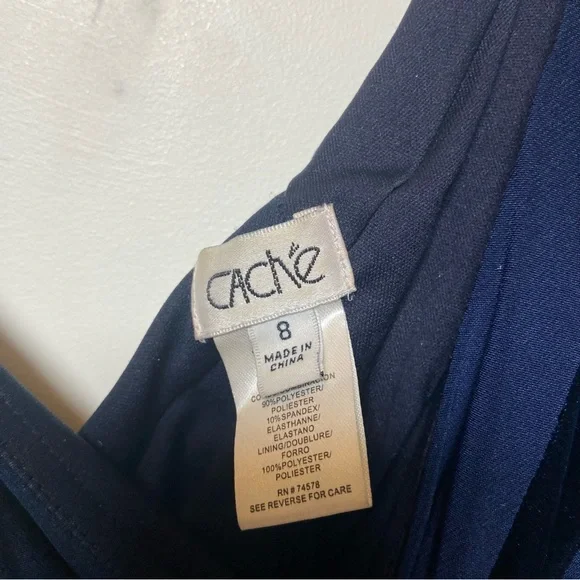 CACHÉ
8
MADE IN
CHINA
90%POLYESTER/
POLIESTER
10%SPANDEX/
ELASTHANNE/
ELASTANO
LINING/DOUBLURE/
FORRO
100%POLYESTER/
POLIESTER
RN # 74578
SEE REVERSE FOR CARE